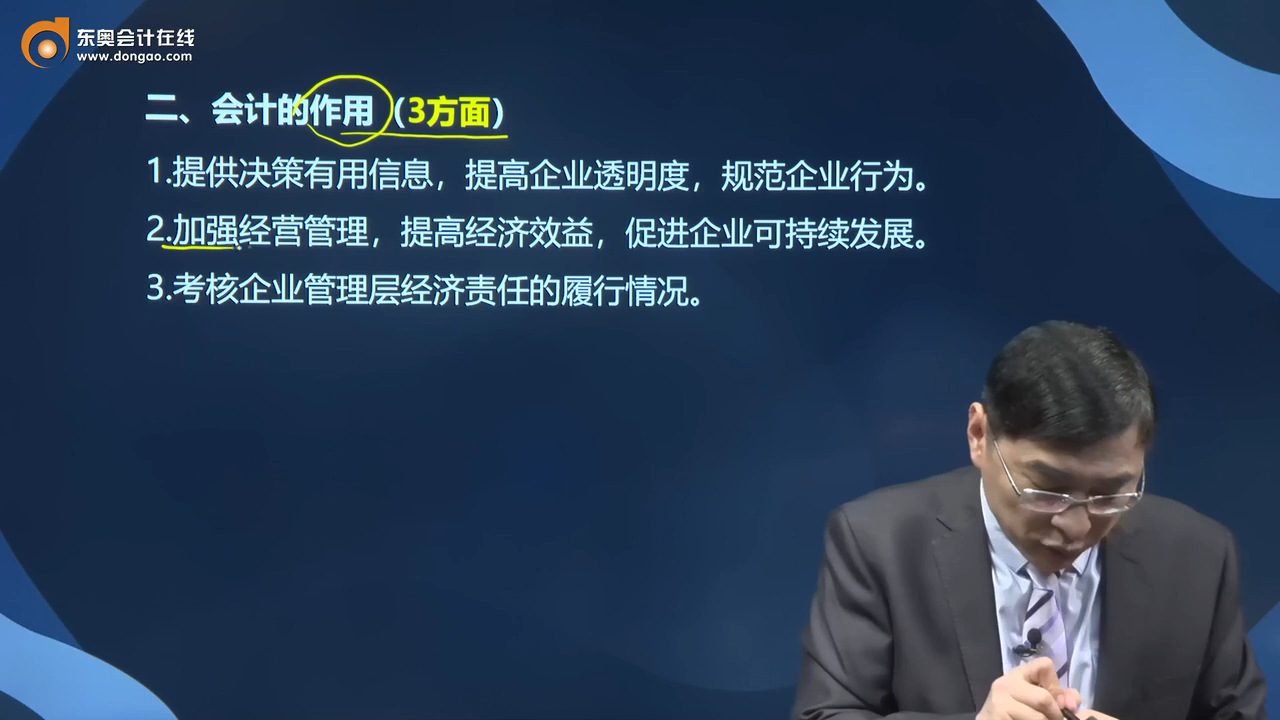 东奥会计在线
www.dongao.com
二、会计的作用（3方面）
1.提供决策有用信息，提高企业透明度，规范企业行为。
2.加强经营管理，提高经济效益，促进企业可持续发展。
3.考核企业管理层经济责任的履行情况。